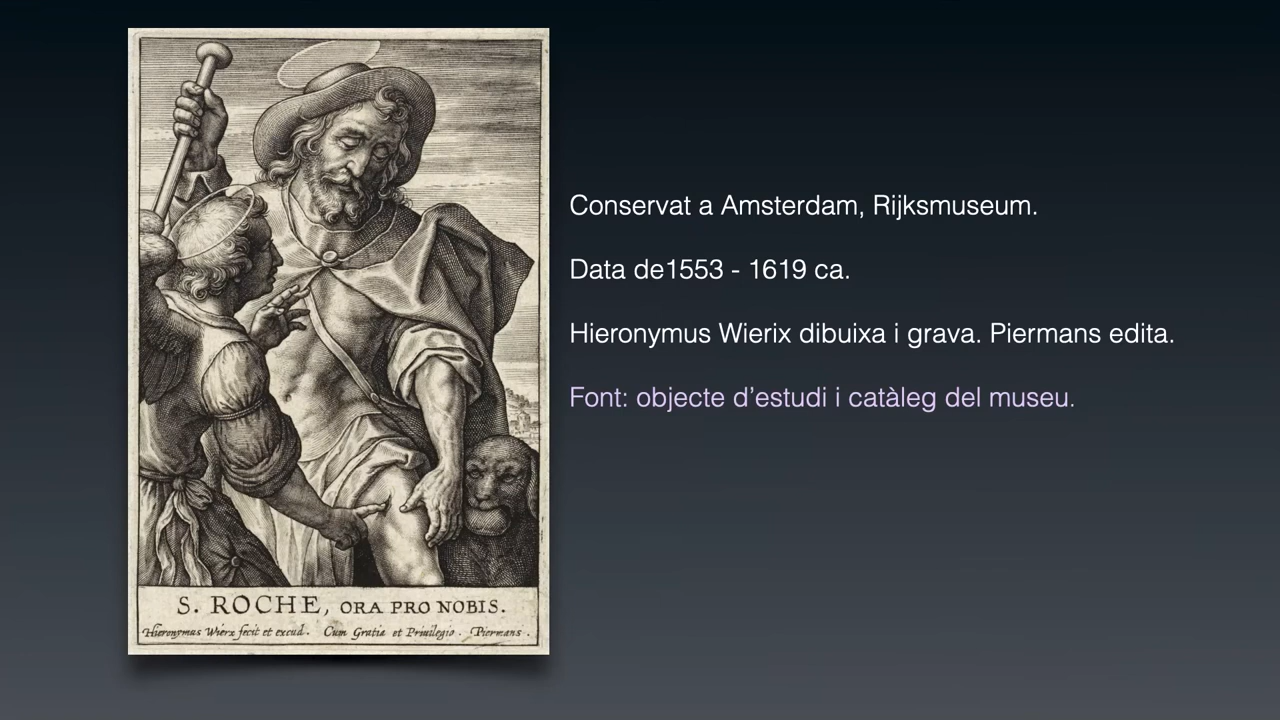 S. ROCHE, ORA PRO NOBIS.
Hieronymus Wierx fecit et excud. Cum Gratia et Priuilegio. Piermans.
Conservat a Amsterdam, Rijksmuseum.
Data de1553 - 1619 ca.
Hieronymus Wierix dibuixa i grava. Piermans edita.
Font: objecte d’estudi i catàleg del museu.